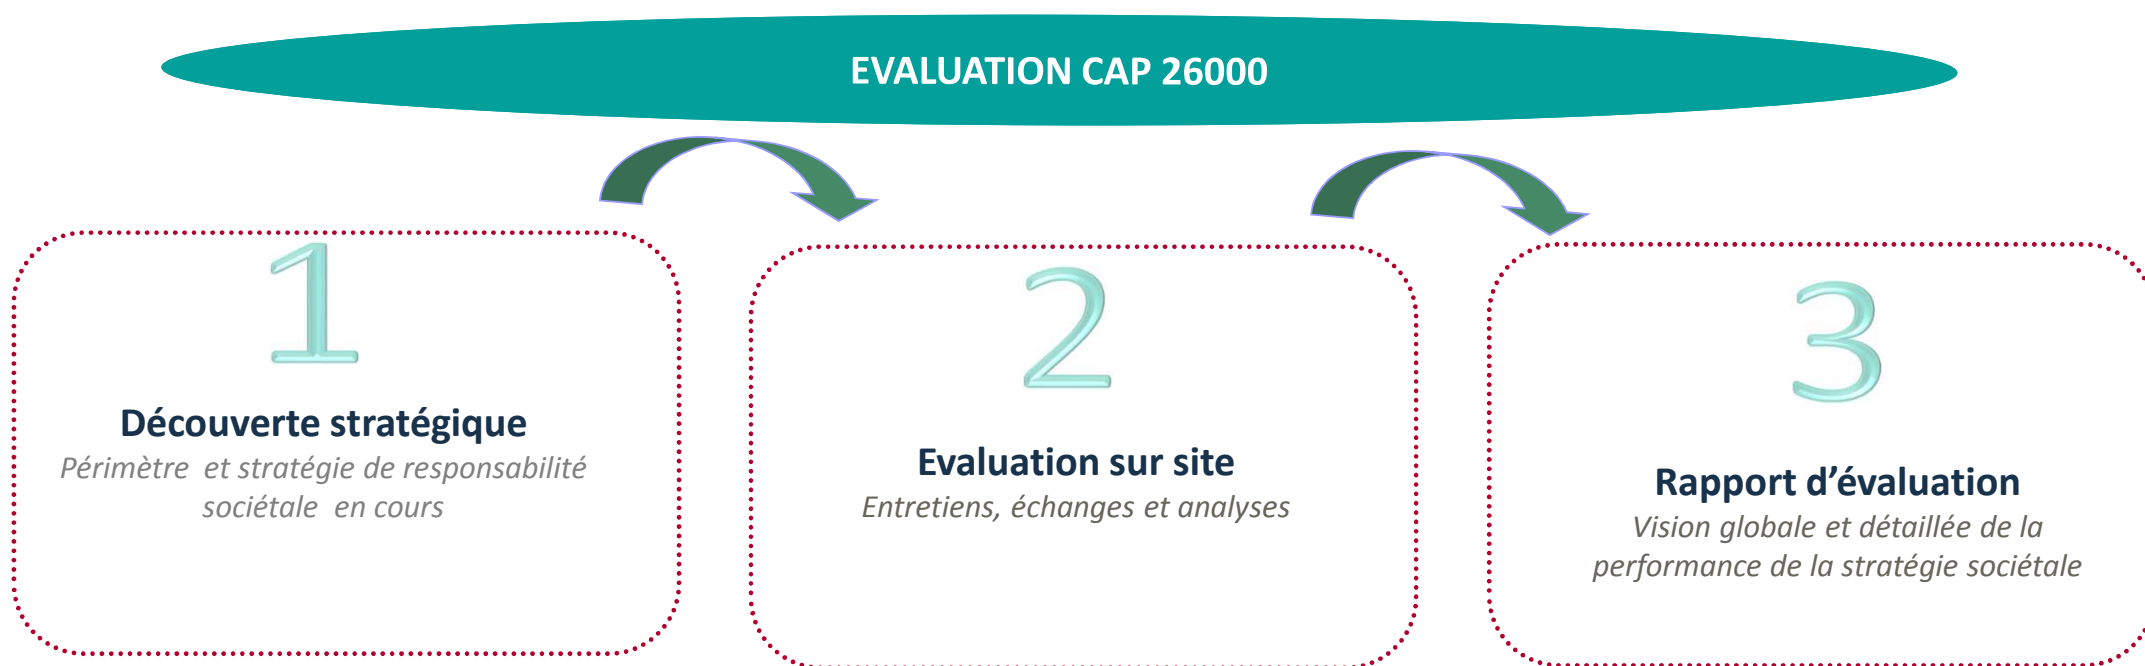 EVALUATION CAP 26000
1
Découverte stratégique
Périmètre et stratégie de responsabilité
sociétale en cours
2
Evaluation sur site
Entretiens, échanges et analyses
3
Rapport d’évaluation
Vision globale et détaillée de la
performance de la stratégie sociétale